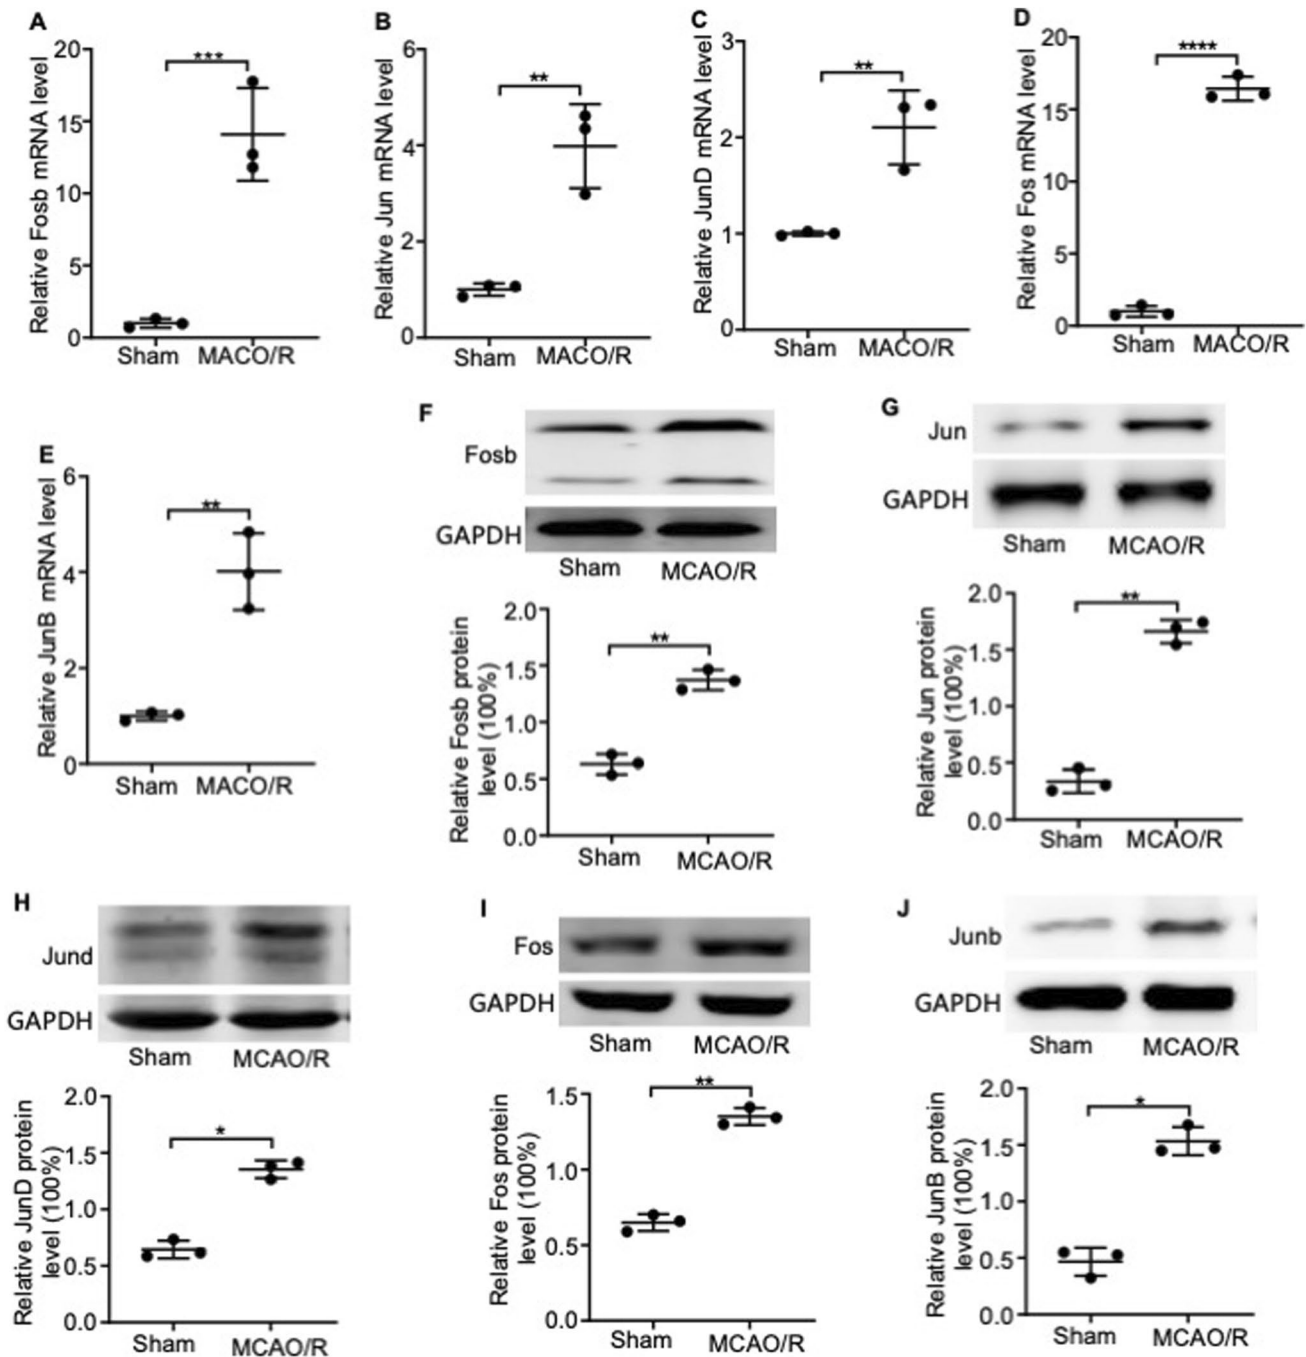 A
Relative Fosb mRNA level
20
15
10
5
0
***
Sham MACO/R
B
Relative Jun mRNA level
6
4
2
0
**
Sham MACO/R
C
Relative JunD mRNA level
3
2
1
0
**
Sham MACO/R
D
Relative Fos mRNA level
20
15
10
5
0
****
Sham MACO/R
E
Relative JunB mRNA level
6
4
2
0
**
Sham MACO/R
F
Fosb
GAPDH
Sham MCAO/R
Relative Fosb protein
level (100%)
2.0
1.5
1.0
0.5
0.0
**
Sham MCAO/R
G
Jun
GAPDH
Sham MCAO/R
Relative Jun protein
level (100%)
2.0
1.5
1.0
0.5
0.0
**
Sham MCAO/R
H
Jund
GAPDH
Sham MCAO/R
Relative JunD protein
level (100%)
2.0
1.5
1.0
0.5
0.0
*
Sham MCAO/R
I
Fos
GAPDH
Sham MCAO/R
Relative Fos protein
level (100%)
1.5
1.0
0.5
0.0
**
Sham MCAO/R
J
Junb
GAPDH
Sham MCAO/R
Relative JunB protein
level (100%)
2.0
1.5
1.0
0.5
0.0
*
Sham MCAO/R